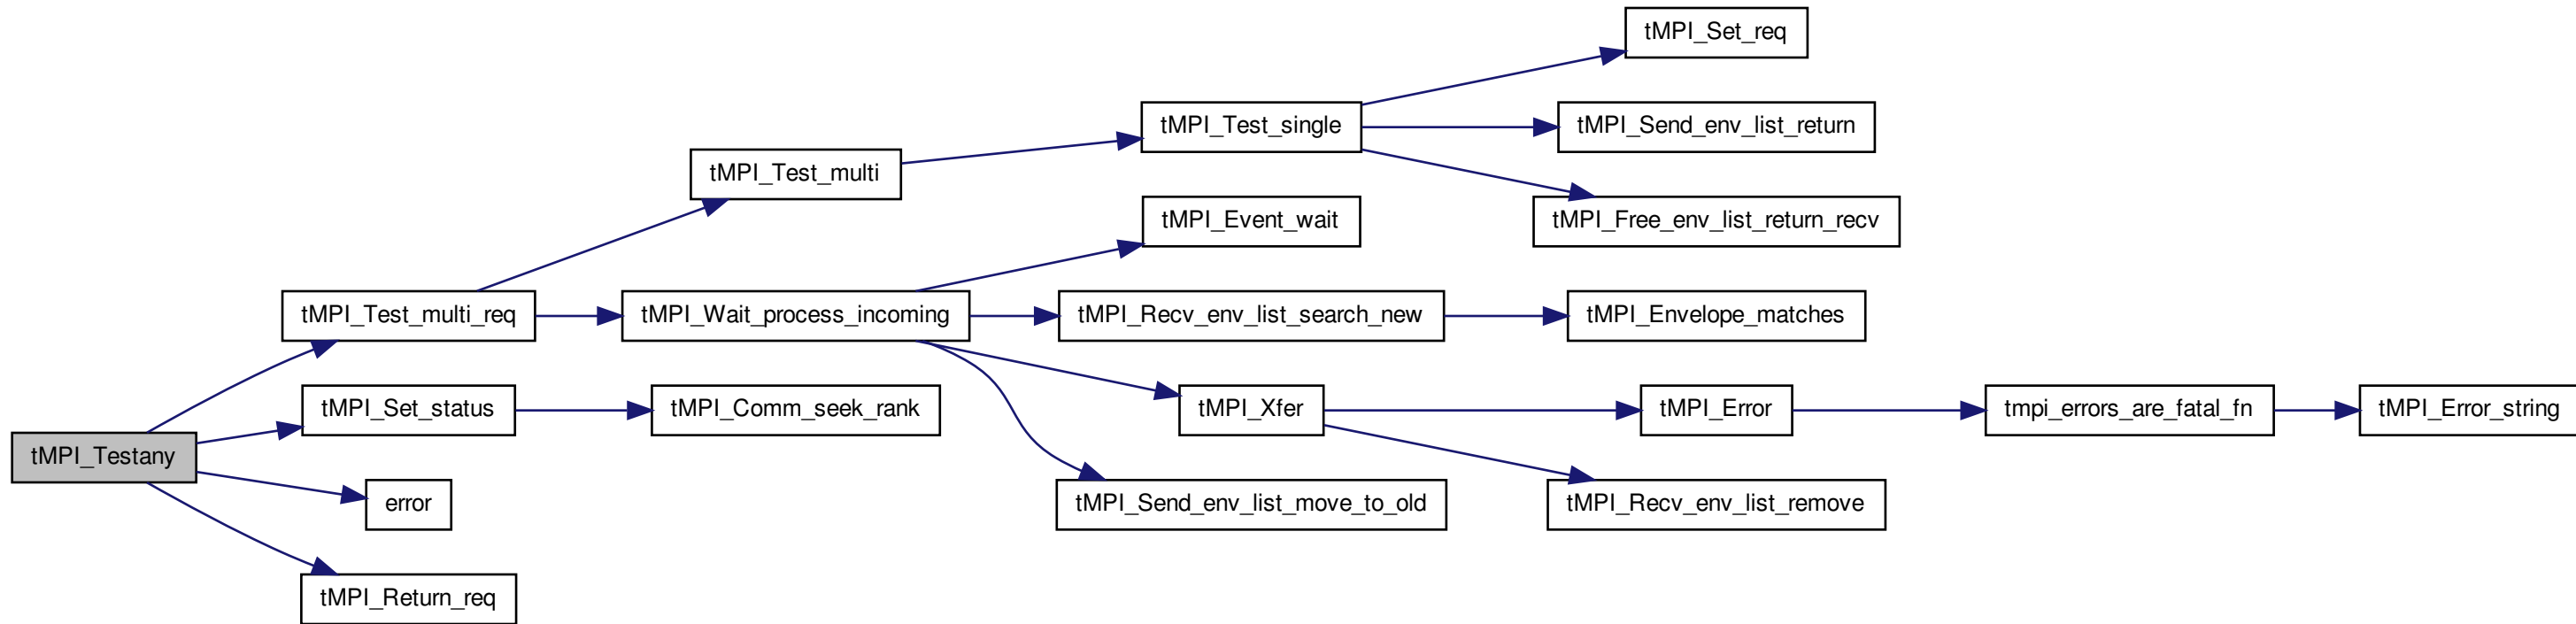 tMPI_Set_req
tMPI_Test_single
tMPI_Send_env_list_return
tMPI_Test_multi
tMPI_Event_wait
tMPI_Free_env_list_return_recv
tMPI_Test_multi_req
tMPI_Wait_process_incoming
tMPI_Recv_env_list_search_new
tMPI_Envelope_matches
tMPI_Set_status
tMPI_Comm_seek_rank
tMPI_Xfer
tMPI_Error
tmpi_errors_are_fatal_fn
tMPI_Error_string
tMPI_Testany
error
tMPI_Send_env_list_move_to_old
tMPI_Recv_env_list_remove
tMPI_Return_req